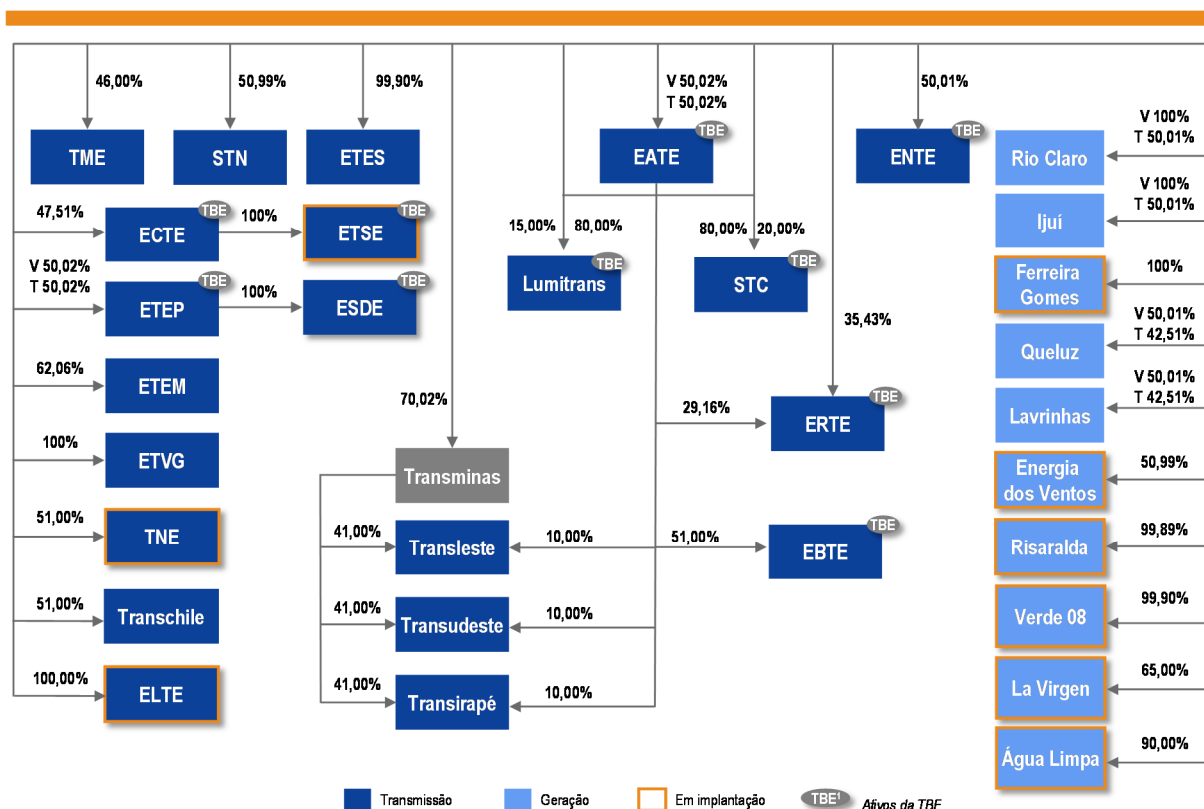 46,00%
50,99%
99,90%
V 50,02%
T 50,02%
50,01%
TME
STN
ETES
EATE
TBE
ENTE
TBE
V 100%
T 50,01%
Rio Claro
47,51%
ECTE
TBE
100%
ETSE
TBE
15,00%
80,00%
80,00%
20,00%
V 100%
T 50,01%
Ijuí
V 50,02%
T 50,02%
ETEP
TBE
100%
ESDE
TBE
Lumitrans
TBE
STC
TBE
100%
Ferreira
Gomes
35,43%
V 50,01%
T 42,51%
Queluz
62,06%
ETEM
70,02%
29,16%
ERTE
TBE
V 50,01%
T 42,51%
Lavrinhas
100%
ETVG
Transminas
50,99%
Energia
dos Ventos
51,00%
TNE
41,00%
Transleste
10,00%
51,00%
EBTE
TBE
99,89%
Risaralda
51,00%
Transchile
41,00%
Transudeste
10,00%
99,90%
Verde 08
100,00%
ELTE
41,00%
Transirapé
10,00%
65,00%
La Virgen
90,00%
Água Limpa
Transmissão
Geração
Em implantação
TBE¹
Ativos da TBE